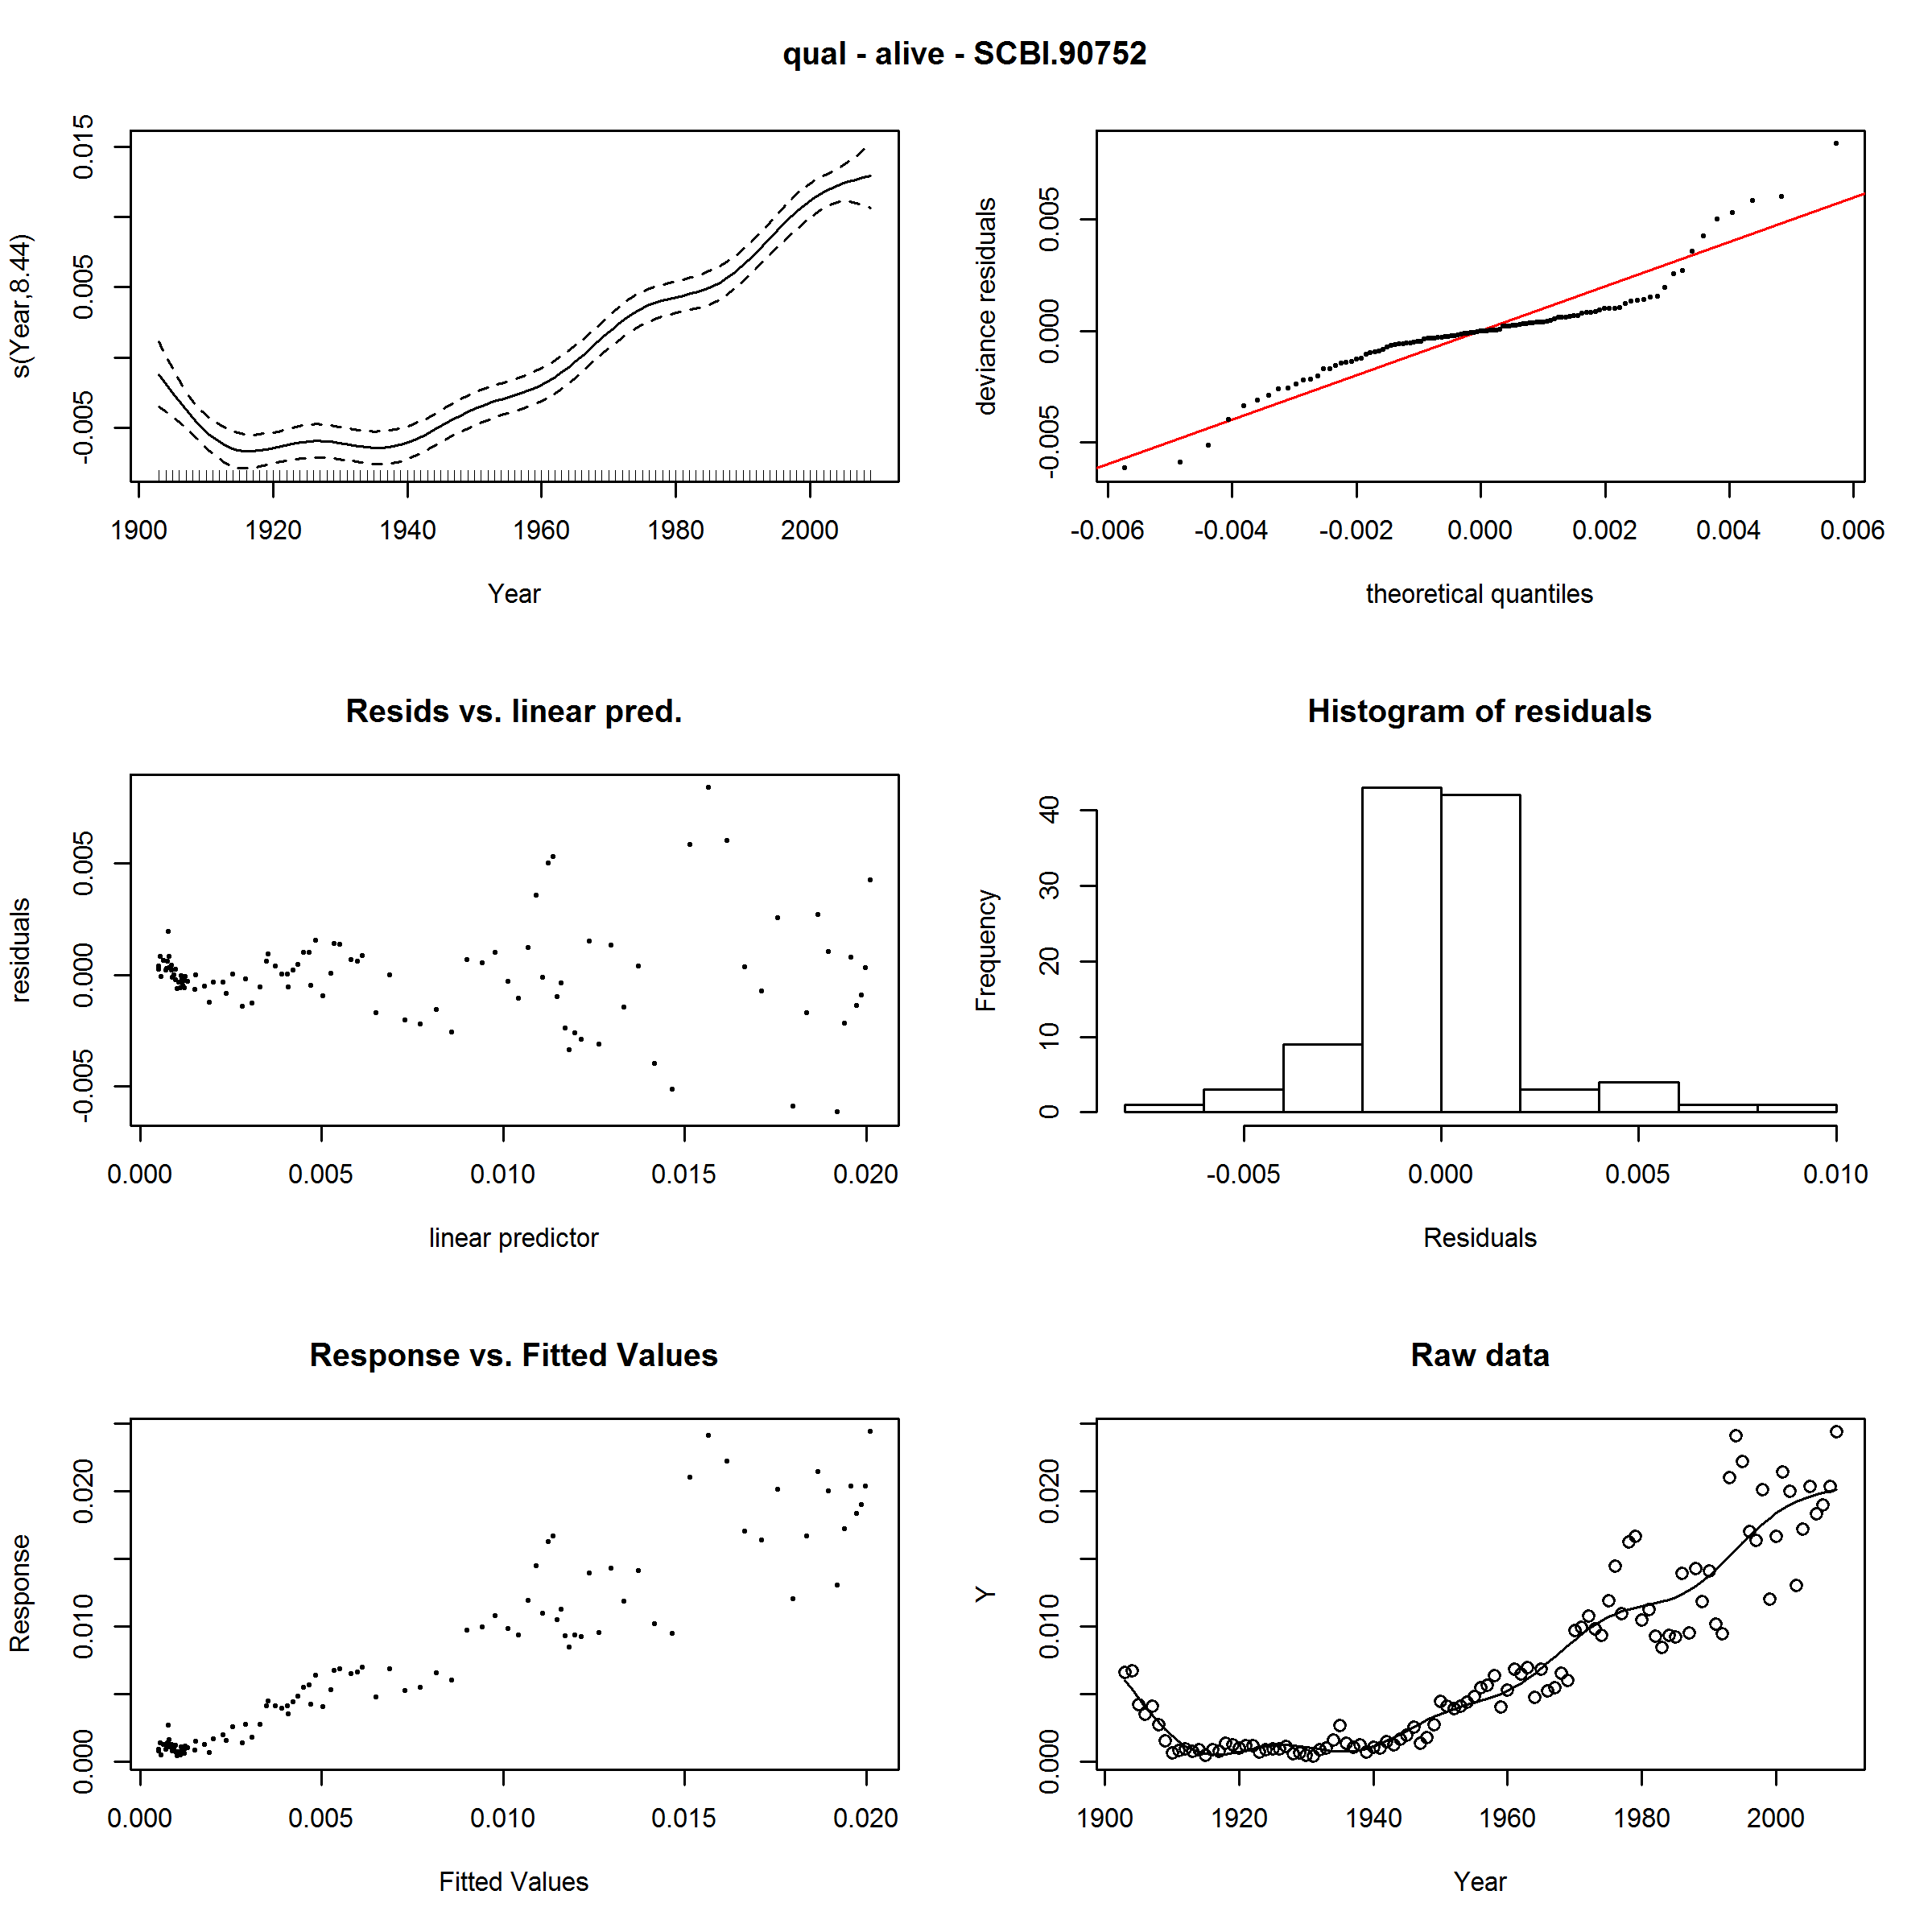 qual - alive - SCBI.90752
s(Year,8.44)
-0.005 0.005 0.015
1900 1920 1940 1960 1980 2000
Year
deviance residuals
-0.005 0.000 0.005
-0.006 -0.004 -0.002 0.000 0.002 0.004 0.006
theoretical quantiles
Resids vs. linear pred.
residuals
-0.005 0.000 0.005
0.000 0.005 0.010 0.015 0.020
linear predictor
Histogram of residuals
Frequency
0 10 20 30 40
-0.005 0.000 0.005 0.010
Residuals
Response vs. Fitted Values
Response
0.000 0.010 0.020
0.000 0.005 0.010 0.015 0.020
Fitted Values
Raw data
Y
0.000 0.010 0.020
1900 1920 1940 1960 1980 2000
Year